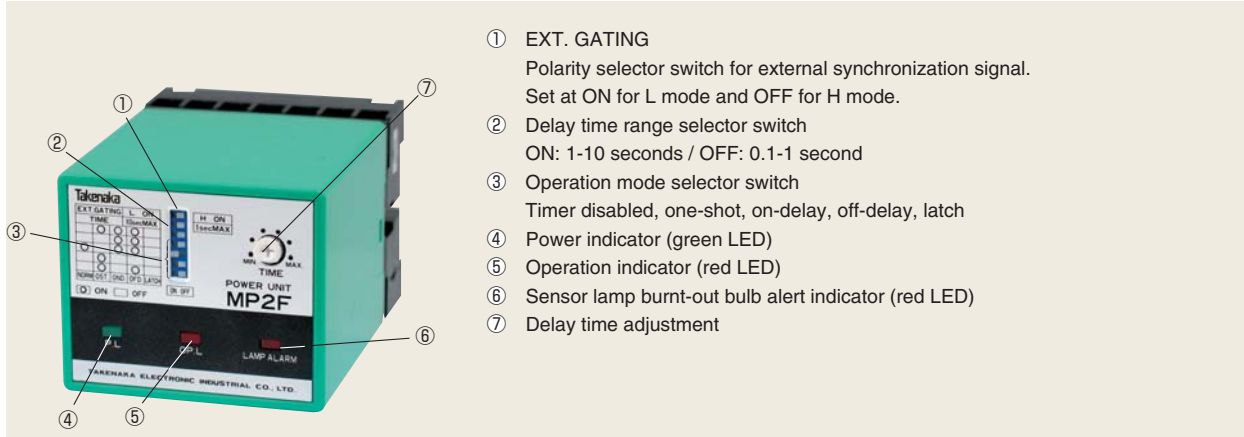 ① EXT. GATING
Polarity selector switch for external synchronization signal.
Set at ON for L mode and OFF for H mode.
② Delay time range selector switch
ON: 1-10 seconds / OFF: 0.1-1 second
③ Operation mode selector switch
Timer disabled, one-shot, on-delay, off-delay, latch
④ Power indicator (green LED)
⑤ Operation indicator (red LED)
⑥ Sensor lamp burnt-out bulb alert indicator (red LED)
⑦ Delay time adjustment
①
②
③
④
⑤
⑥
⑦
Takenaka
EXT.GATING L ON
TIME 10secMAX
H ON
1secMAX
NORM OST OND OFD LATCH
ON OFF
ON OFF
MIN. MAX.
TIME
POWER UNIT
MP2F
P.L
OP.L
LAMP ALARM
TAKENAKA ELECTRONIC INDUSTRIAL CO., LTD.